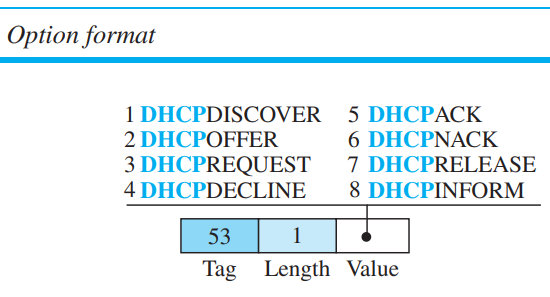 Option format
1 DHCPDISCOVER 5 DHCPACK
2 DHCPOFFER 6 DHCPNACK
3 DHCPREQUEST 7 DHCPRELEASE
4 DHCPDECLINE 8 DHCPINFORM
53 1
Tag Length Value